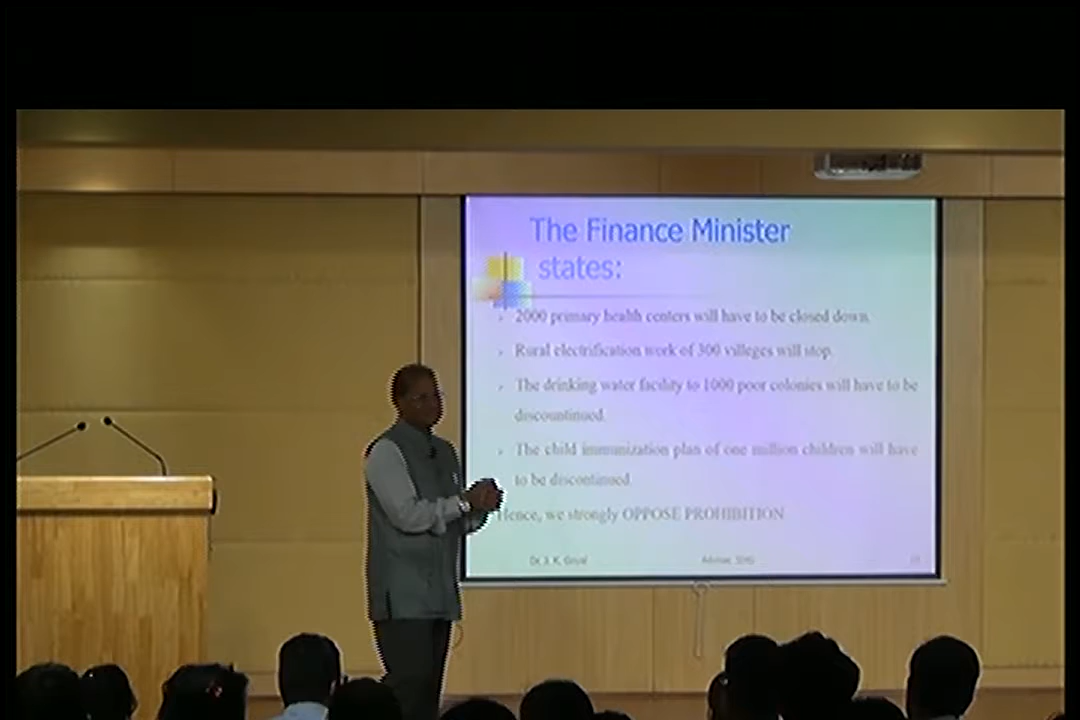 The Finance Minister
states:
2000 primary health centers will have to be closed down.
Rural electrification work of 300 villeges will stop.
The drinking water facility to 1000 poor colonies will have to be
discountinued.
The child immunization plan of one million children will have
to be discontinued.
Hence, we strongly OPPOSE PROHIBITION
Dr. J. K. Goyal